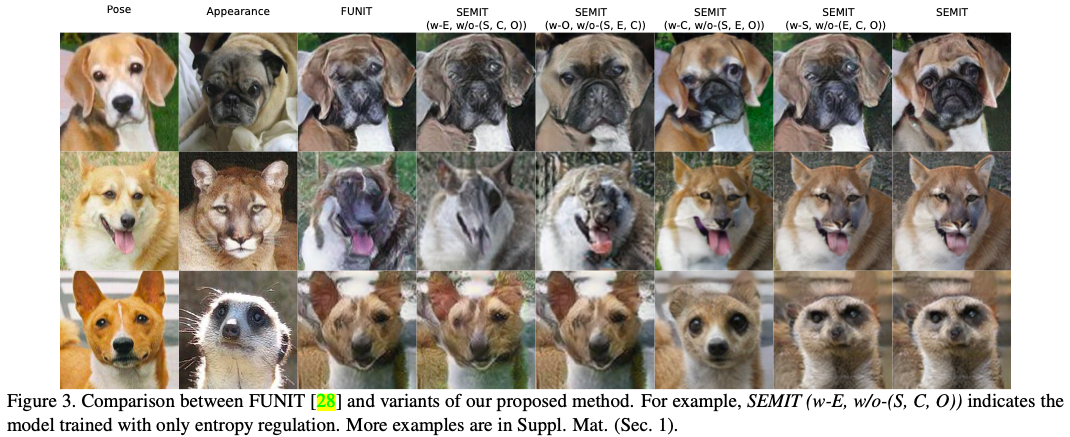 Pose Appearance FUNIT SEMIT SEMIT SEMIT SEMIT SEMIT
(w-E, w/o-(S, C, O)) (w-O, w/o-(S, E, C)) (w-C, w/o-(S, E, O)) (w-S, w/o-(E, C, O))
Figure 3. Comparison between FUNIT [28] and variants of our proposed method. For example, SEMIT (w-E, w/o-(S, C, O)) indicates the
model trained with only entropy regulation. More examples are in Suppl. Mat. (Sec. 1).